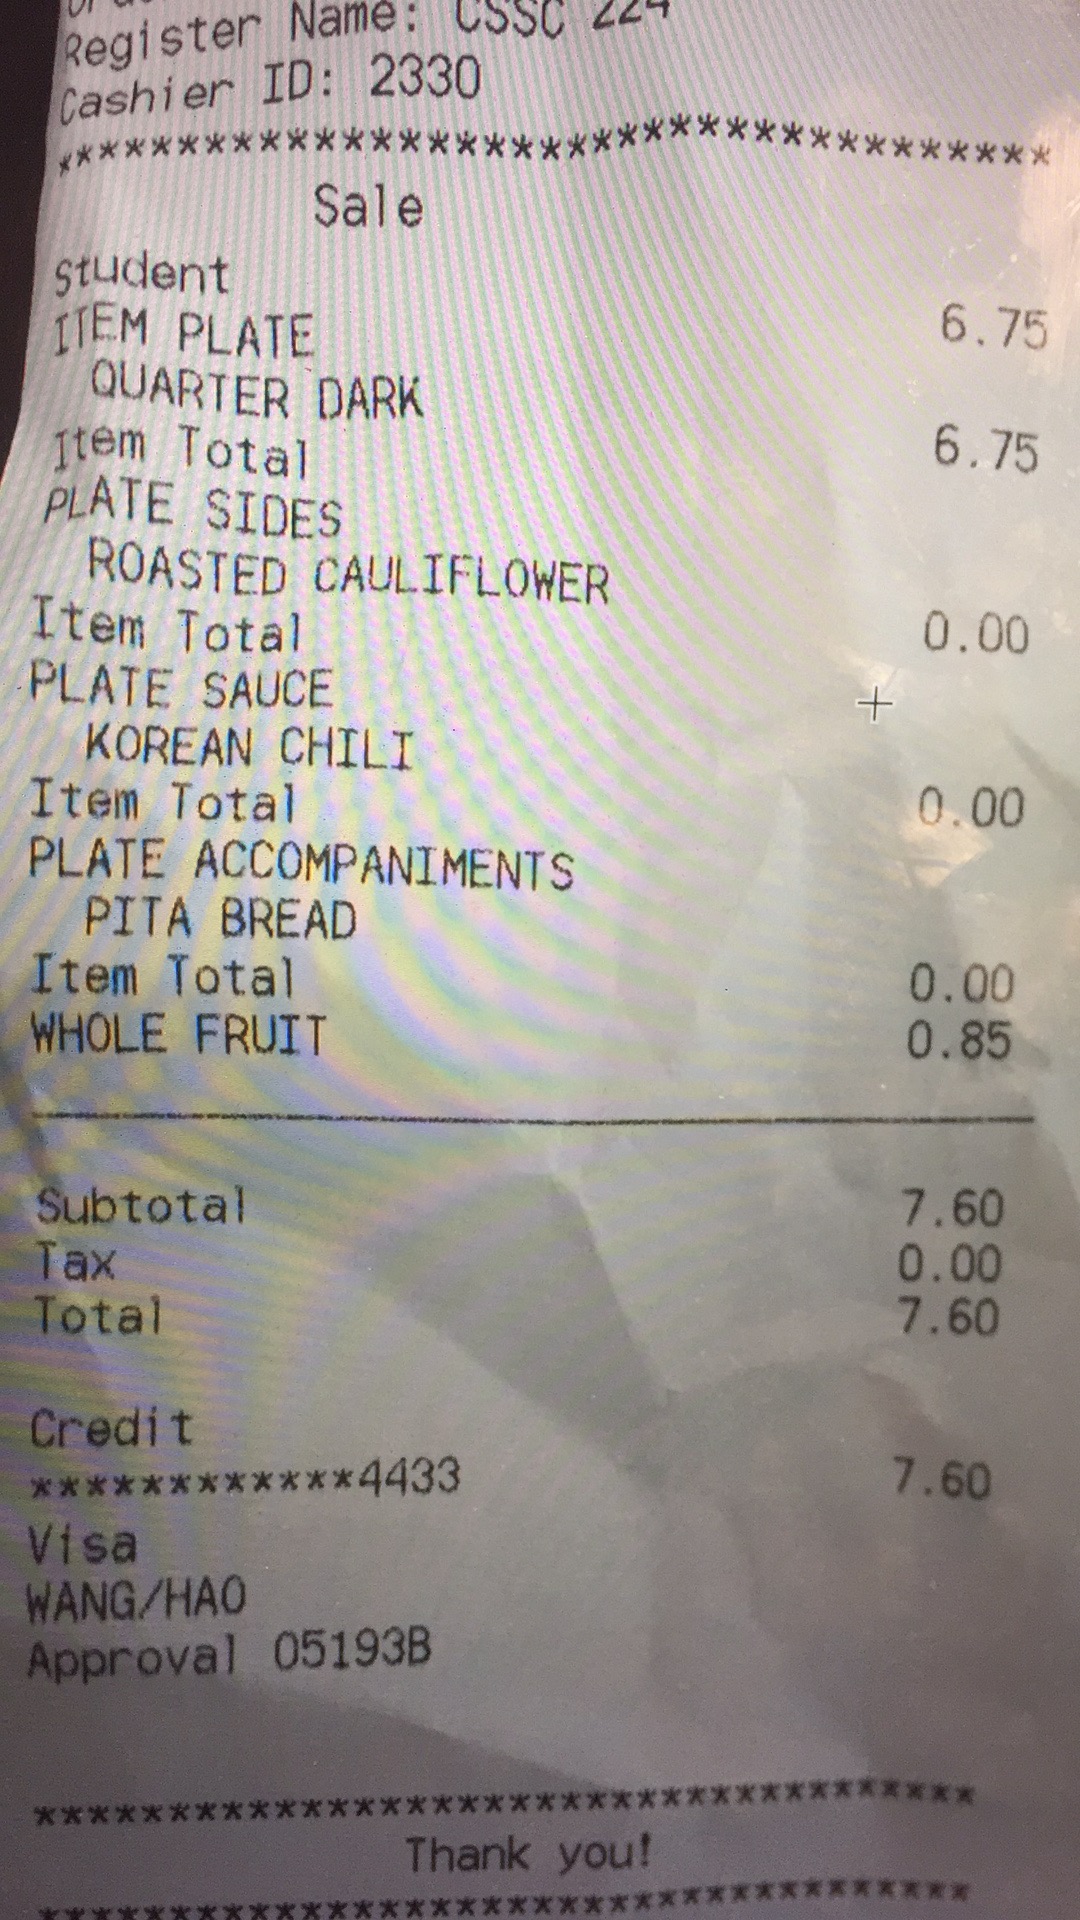 Register Name: CSSC 224
Cashier ID: 2330
************************************
Sale
student
ITEM PLATE 6.75
QUARTER DARK
Item Total 6.75
PLATE SIDES
ROASTED CAULIFLOWER
Item Total 0.00
PLATE SAUCE
KOREAN CHILI
Item Total 0.00
PLATE ACCOMPANIMENTS
PITA BREAD
Item Total 0.00
WHOLE FRUIT 0.85
Subtotal 7.60
Tax 0.00
Total 7.60
Credit
************4433 7.60
Visa
WANG/HAO
Approval 05193B
************************************
Thank you!
************************************